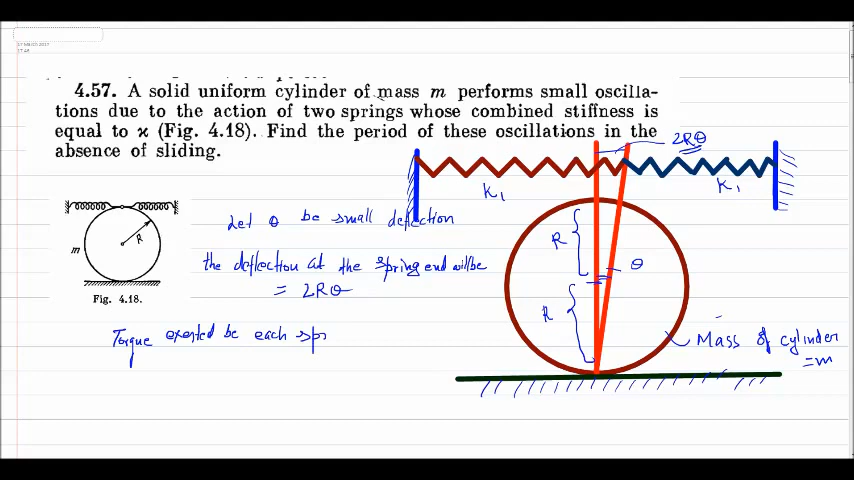 4.57. A solid uniform cylinder of mass m performs small oscilla-
tions due to the action of two springs whose combined stiffness is
equal to ϰ (Fig. 4.18). Find the period of these oscillations in the
absence of sliding.
2Rθ
K1
K1
Let θ be small deflection
the deflection at the spring end will be
= 2Rθ
Torque exerted be each spr
R
θ
R
Mass of cylinder
=m
m
R
Fig. 4.18.